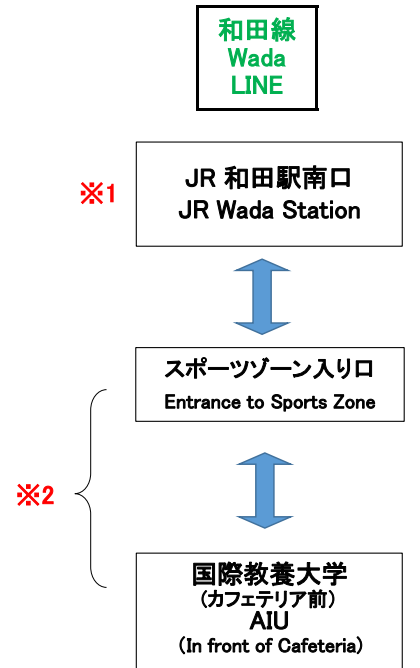 和田線
Wada
LINE
JR 和田駅南口
※1
JR Wada Station
スポーツゾーン入り口
Entrance to Sports Zone
※2
国際教養大学
(カフェテリア前)
AIU
(In front of Cafeteria)